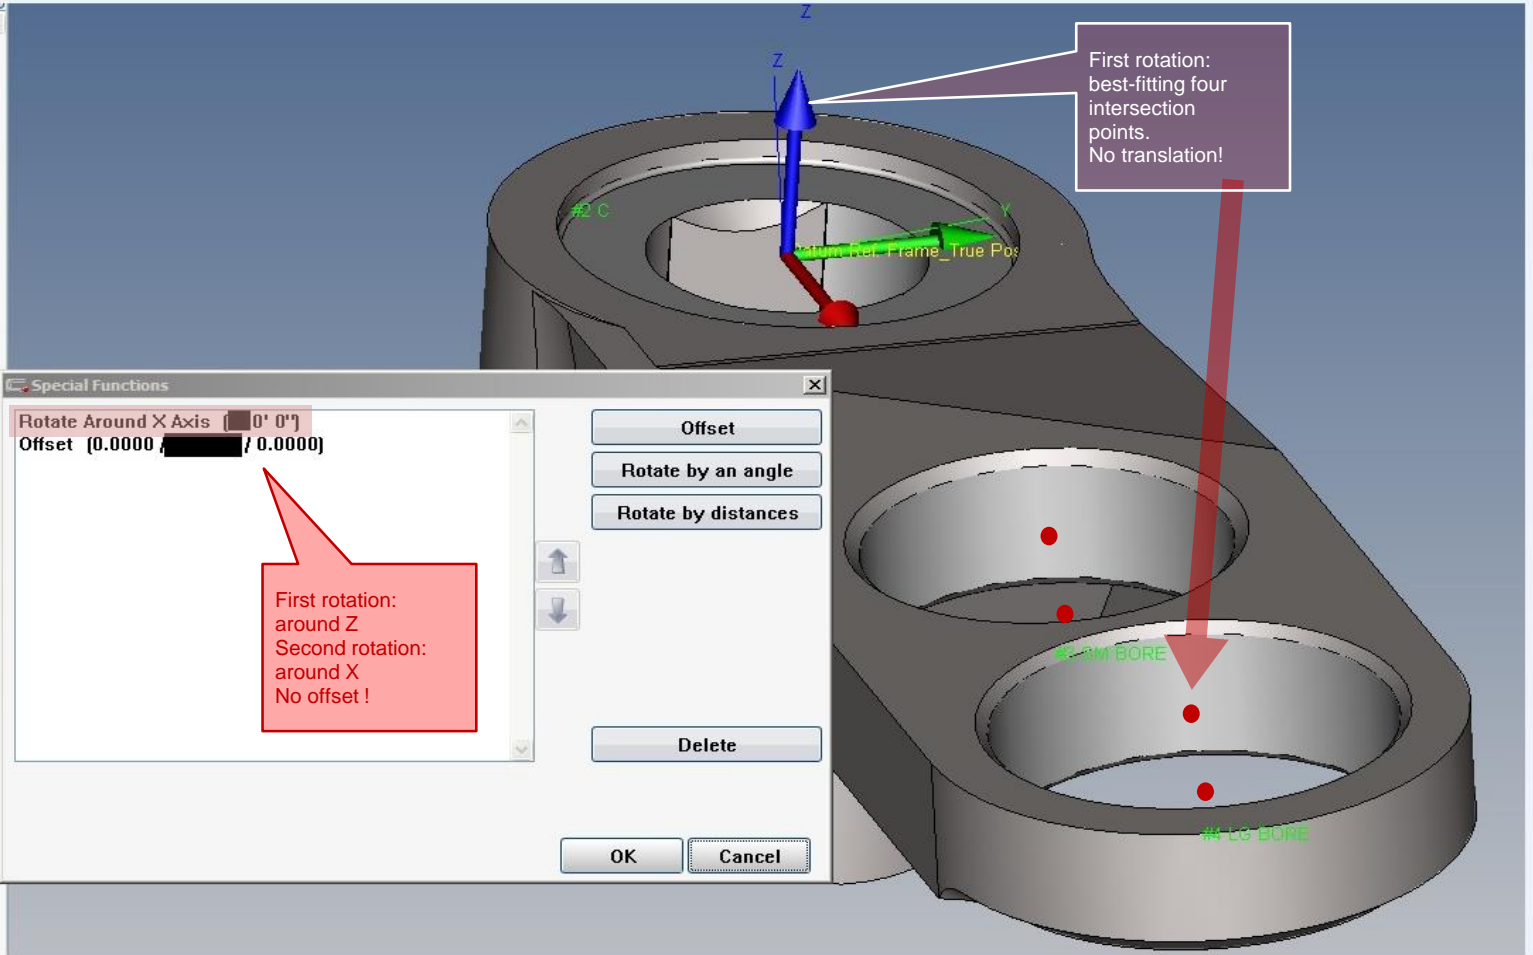 Z
Z
First rotation:
best-fitting four
intersection
points.
No translation!
#2 C
Y
atum Ref. Frame_True Pos
Special Functions
Rotate Around X Axis ( 0' 0")
Offset (0.0000 / / 0.0000)
Offset
Rotate by an angle
Rotate by distances
First rotation:
around Z
Second rotation:
around X
No offset !
SM BORE
#4 LG BORE
Delete
OK
Cancel